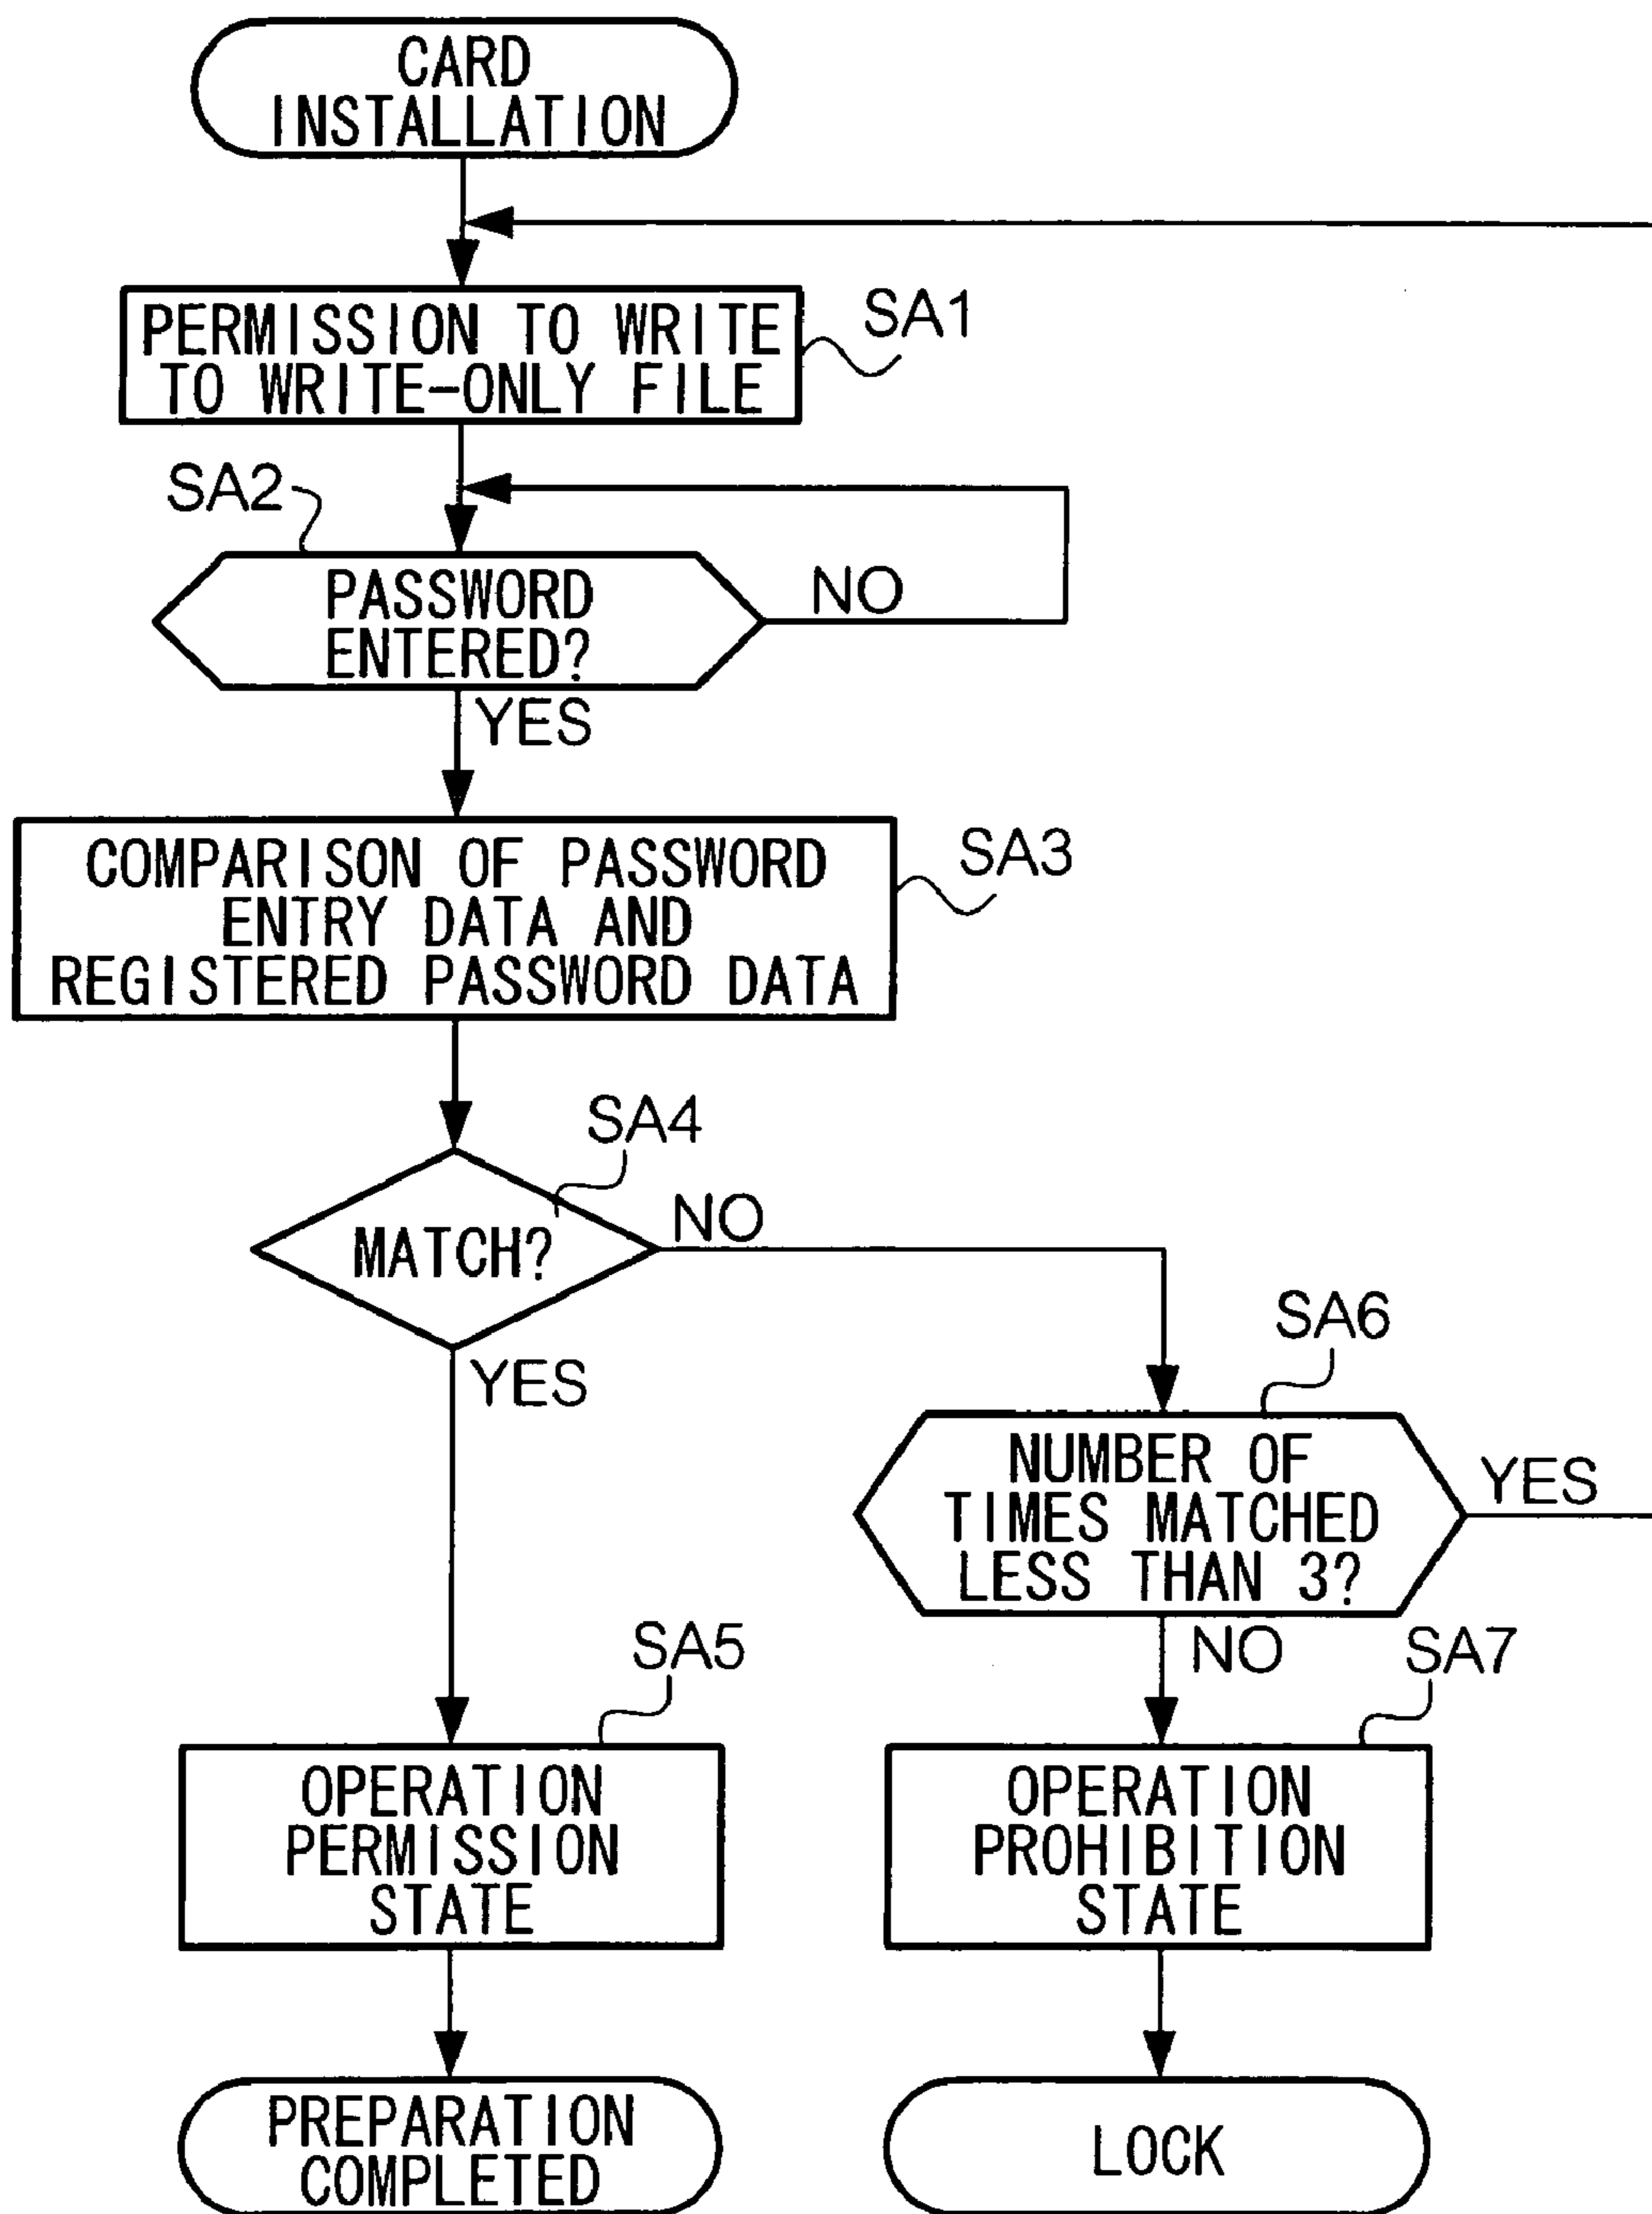 CARD
INSTALLATION
PERMISSION TO WRITE
TO WRITE-ONLY FILE
SA1
SA2
PASSWORD
ENTERED?
NO
YES
COMPARISON OF PASSWORD
ENTRY DATA AND
REGISTERED PASSWORD DATA
SA3
SA4
MATCH?
NO
YES
SA6
NUMBER OF
TIMES MATCHED
LESS THAN 3?
YES
NO
SA5
OPERATION
PERMISSION
STATE
SA7
OPERATION
PROHIBITION
STATE
PREPARATION
COMPLETED
LOCK